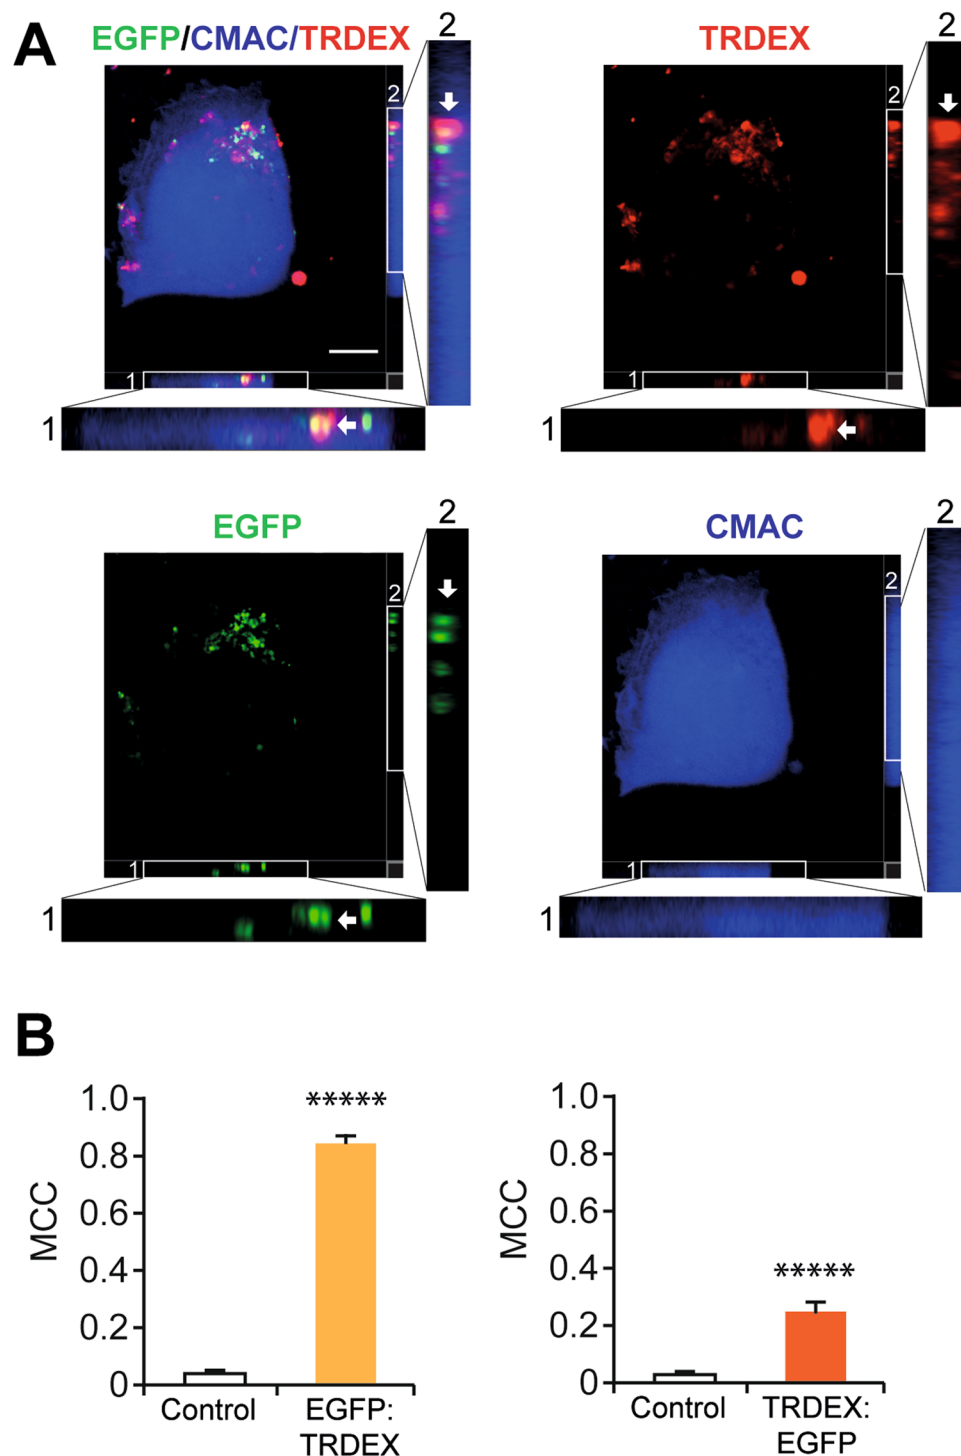 A
EGFP/CMAC/TRDEX
2
2
1
1
TRDEX
2
2
1
1
EGFP
2
2
1
1
CMAC
2
2
1
1
B
MCC
1.0
0.8
0.6
0.4
0.2
0
*****
Control
EGFP:
TRDEX
MCC
1.0
0.8
0.6
0.4
0.2
0
*****
Control
TRDEX:
EGFP